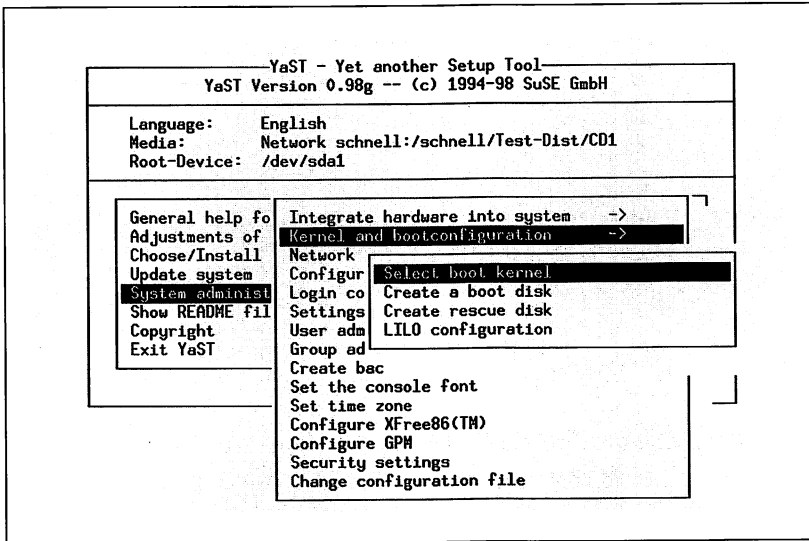 YaST - Yet another Setup Tool
YaST Version 0.98g -- (c) 1994-98 SuSE GmbH
Language: English
Media: Network schnell:/schnell/Test-Dist/CD1
Root-Device: /dev/sda1
General help fo
Adjustments of
Choose/Install
Update system
System administ
Show README fil
Copyright
Exit YaST
Integrate hardware into system ->
Kernel and bootconfiguration ->
Network
Configur
Login co
Settings
User adm
Group ad
Create bac
Set the console font
Set time zone
Configure XFree86(TM)
Configure GPM
Security settings
Change configuration file
Select boot kernel
Create a boot disk
Create rescue disk
LILO configuration